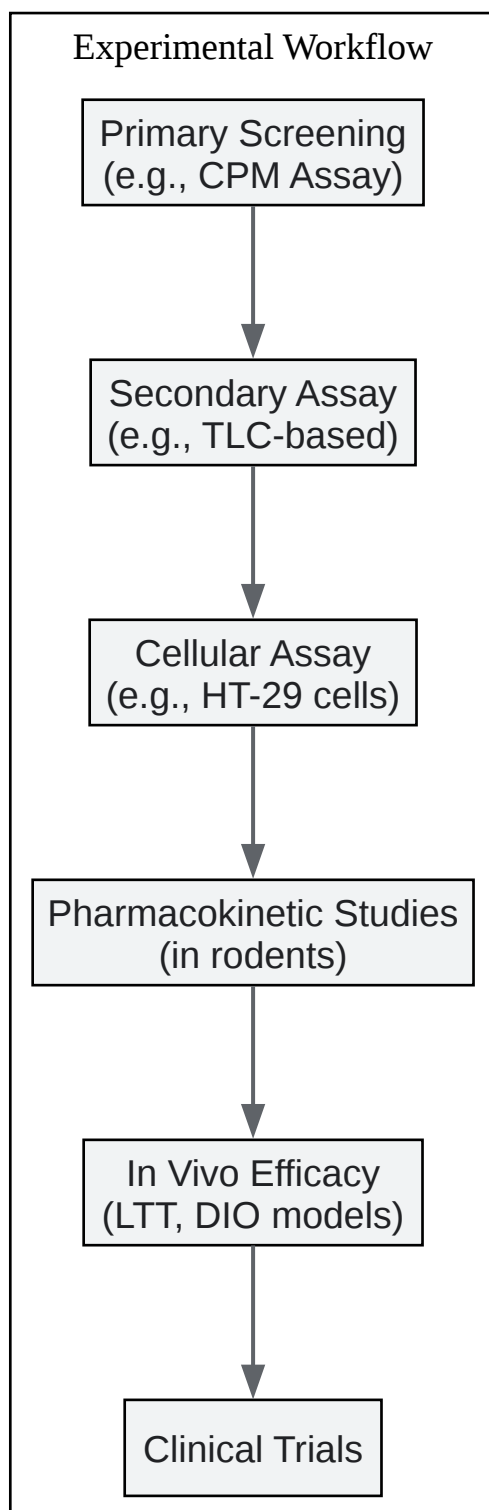 Experimental Workflow
Primary Screening
(e.g., CPM Assay)
Secondary Assay
(e.g., TLC-based)
Cellular Assay
(e.g., HT-29 cells)
Pharmacokinetic Studies
(in rodents)
In Vivo Efficacy
(LTT, DIO models)
Clinical Trials